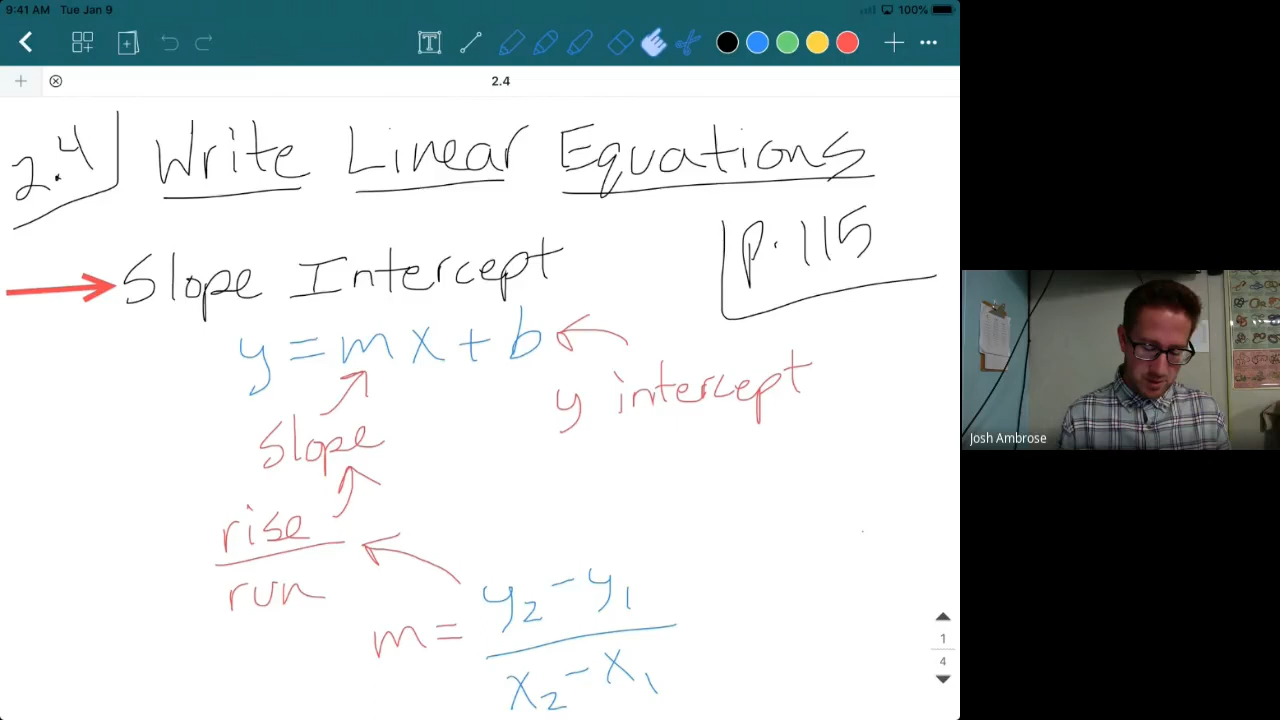 9:41 AM Tue Jan 9
100%
2.4
2.4 Write Linear Equations
p. 115
Slope Intercept
y = mx + b
y intercept
slope
rise
run
m = y2 - y1
x2 - x1
1
4
Josh Ambrose